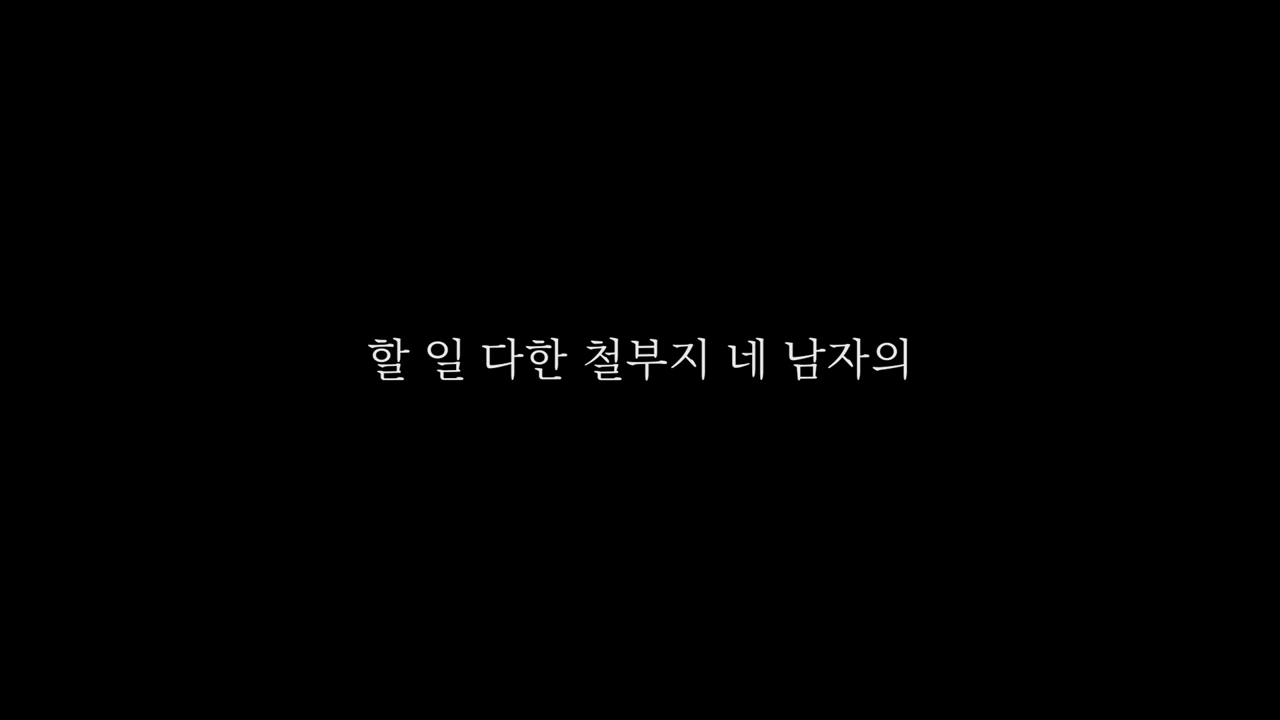 할 일 다한 철부지 네 남자의